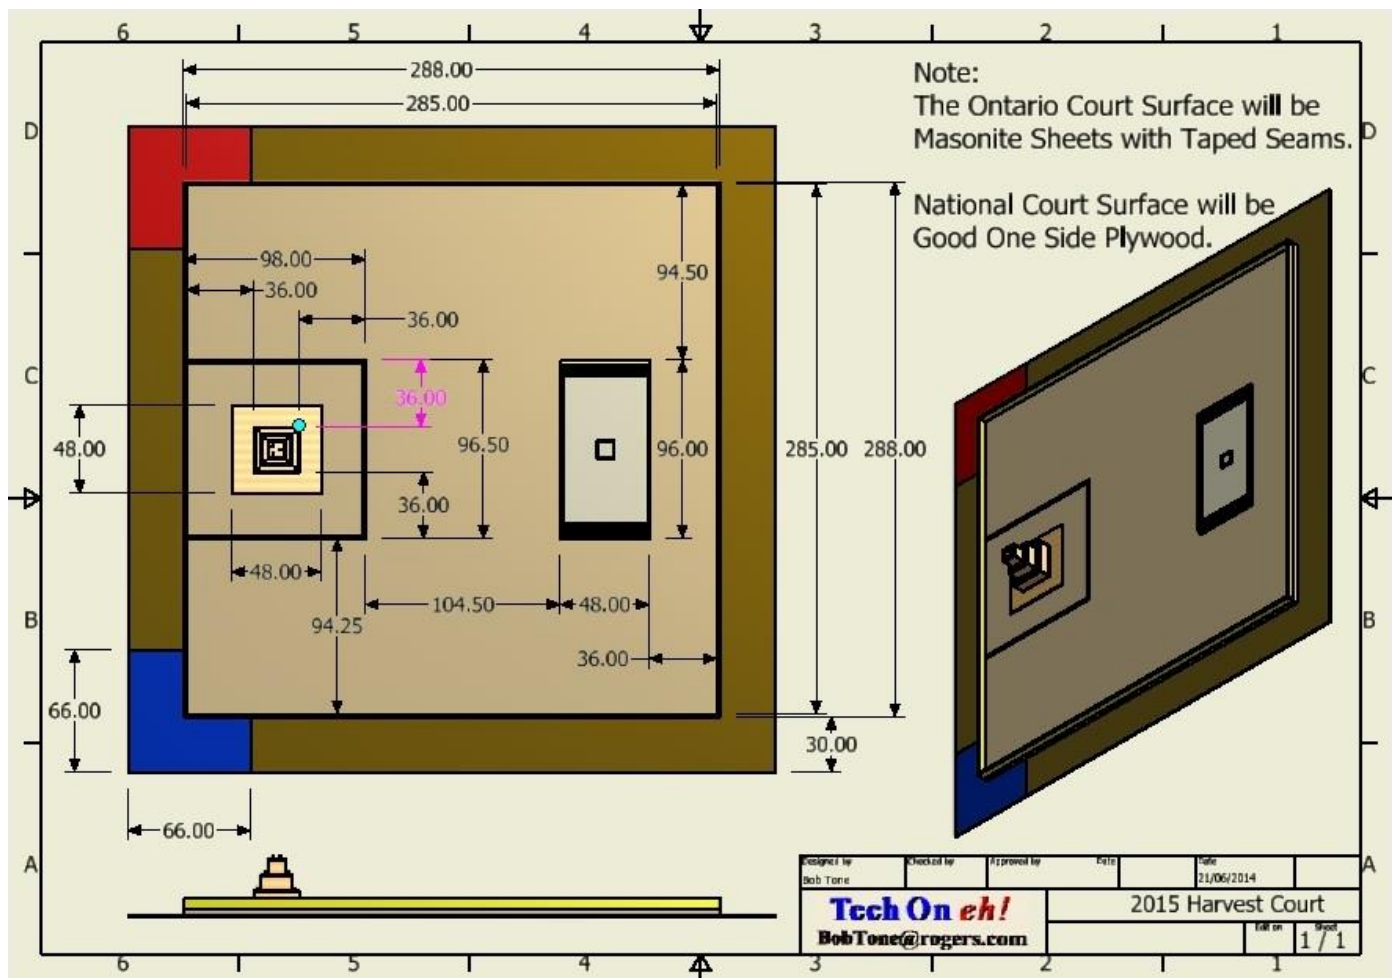 6 5 4 3 2 1
288.00
285.00
Note:
The Ontario Court Surface will be
Masonite Sheets with Taped Seams.
National Court Surface will be
Good One Side Plywood.
D D
98.00
36.00
36.00
94.50
C C
36.00
48.00
96.50
96.00
285.00 288.00
36.00
48.00
104.50
48.00
94.25
B B
36.00
66.00
30.00
66.00
A A
Designed by
Bob Tone
Checked by
Approved by
Date
Date
21/06/2014
Tech On eh!
BobTone@rogers.com
2015 Harvest Court
Edition
Sheet
1 / 1
6 5 4 3 2 1